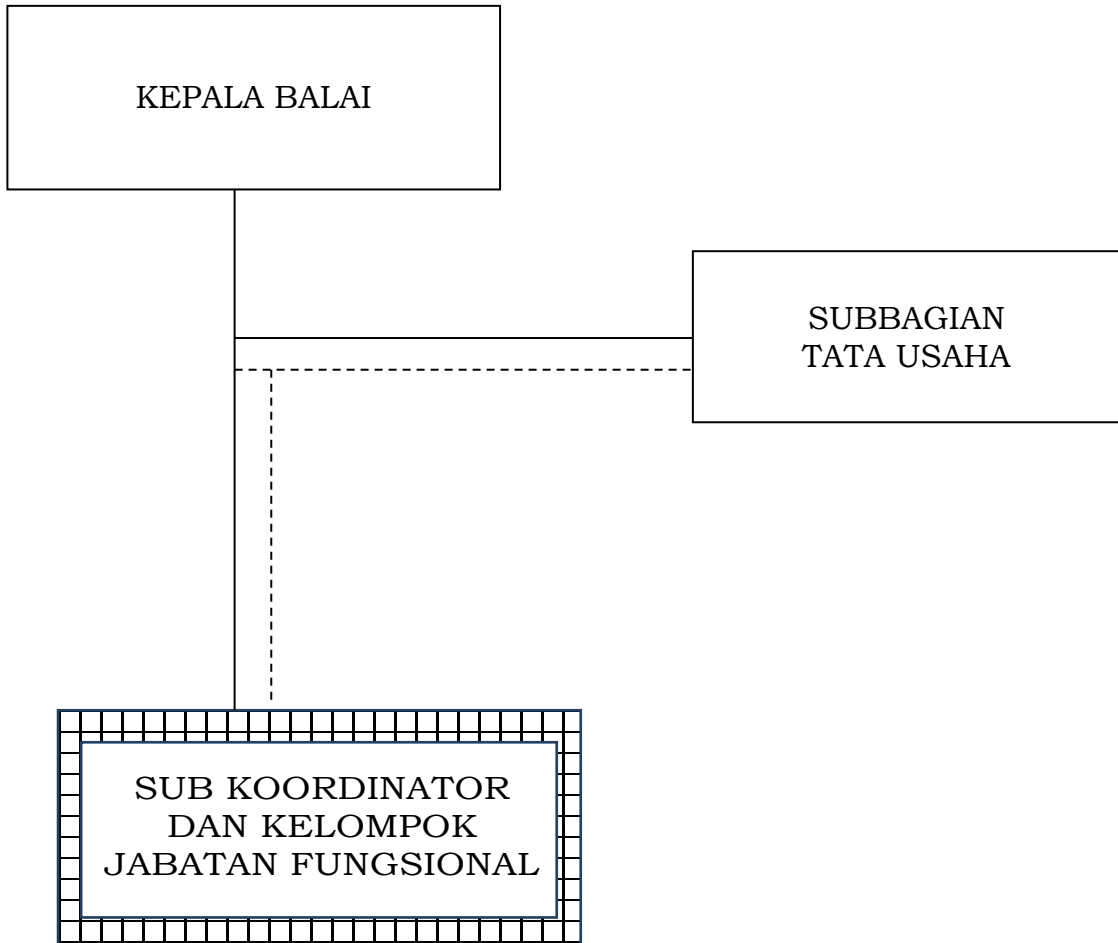 KEPALA BALAI
SUBBAGIAN
TATA USAHA
SUB KOORDINATOR
DAN KELOMPOK
JABATAN FUNGSIONAL